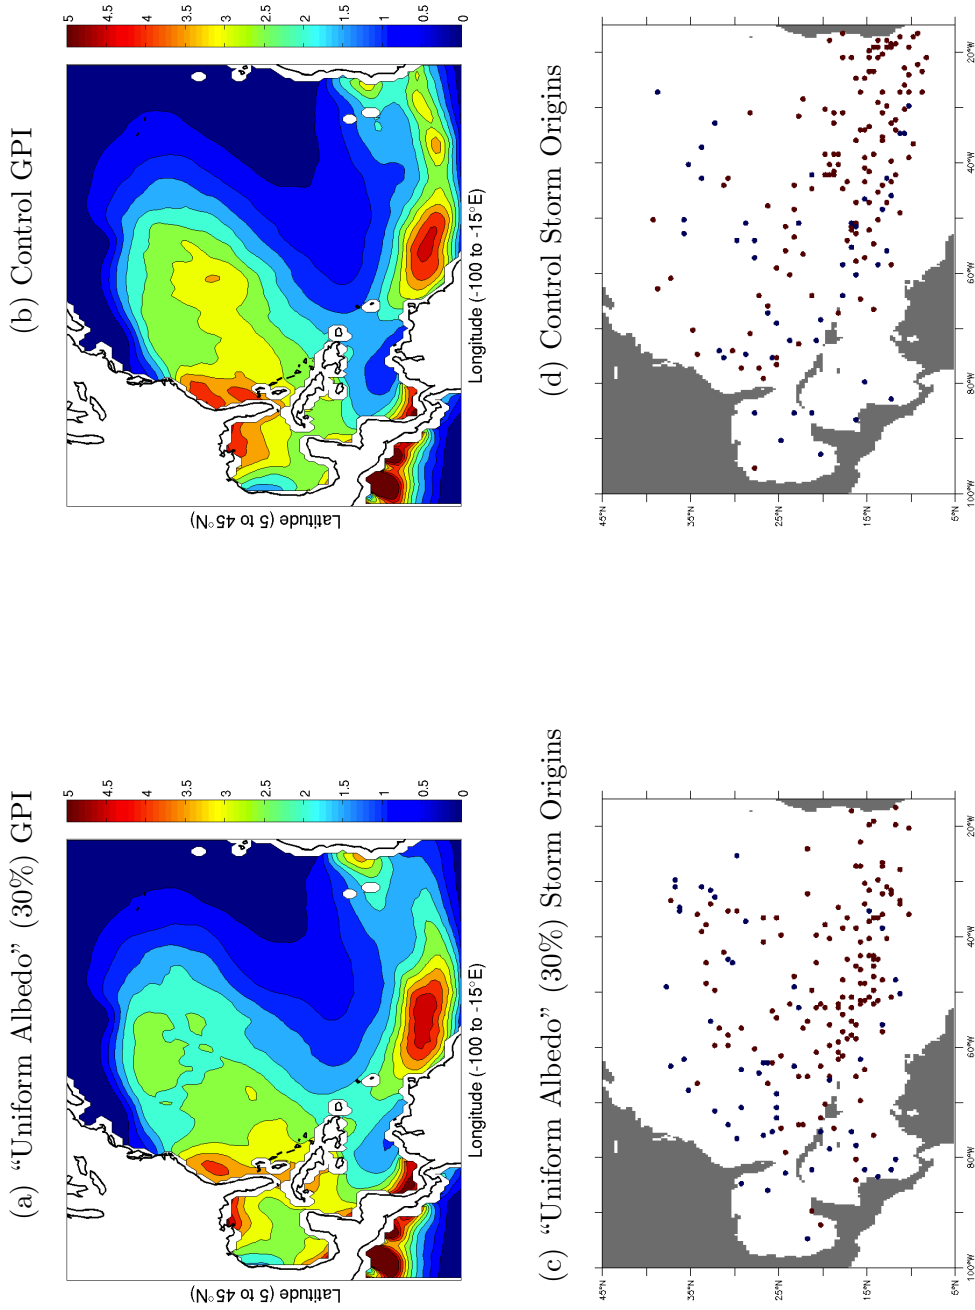 (a) “Uniform Albedo” (30%) GPI
Latitude (5 to 45°N)
Longitude (-100 to -15°E)
5
4.5
4
3.5
3
2.5
2
1.5
1
0.5
0
(b) Control GPI
Latitude (5 to 45°N)
Longitude (-100 to -15°E)
5
4.5
4
3.5
3
2.5
2
1.5
1
0.5
0
(c) “Uniform Albedo” (30%) Storm Origins
45°N
35°N
25°N
15°N
5°N
100°W
80°W
60°W
40°W
20°W
(d) Control Storm Origins
45°N
35°N
25°N
15°N
5°N
100°W
80°W
60°W
40°W
20°W